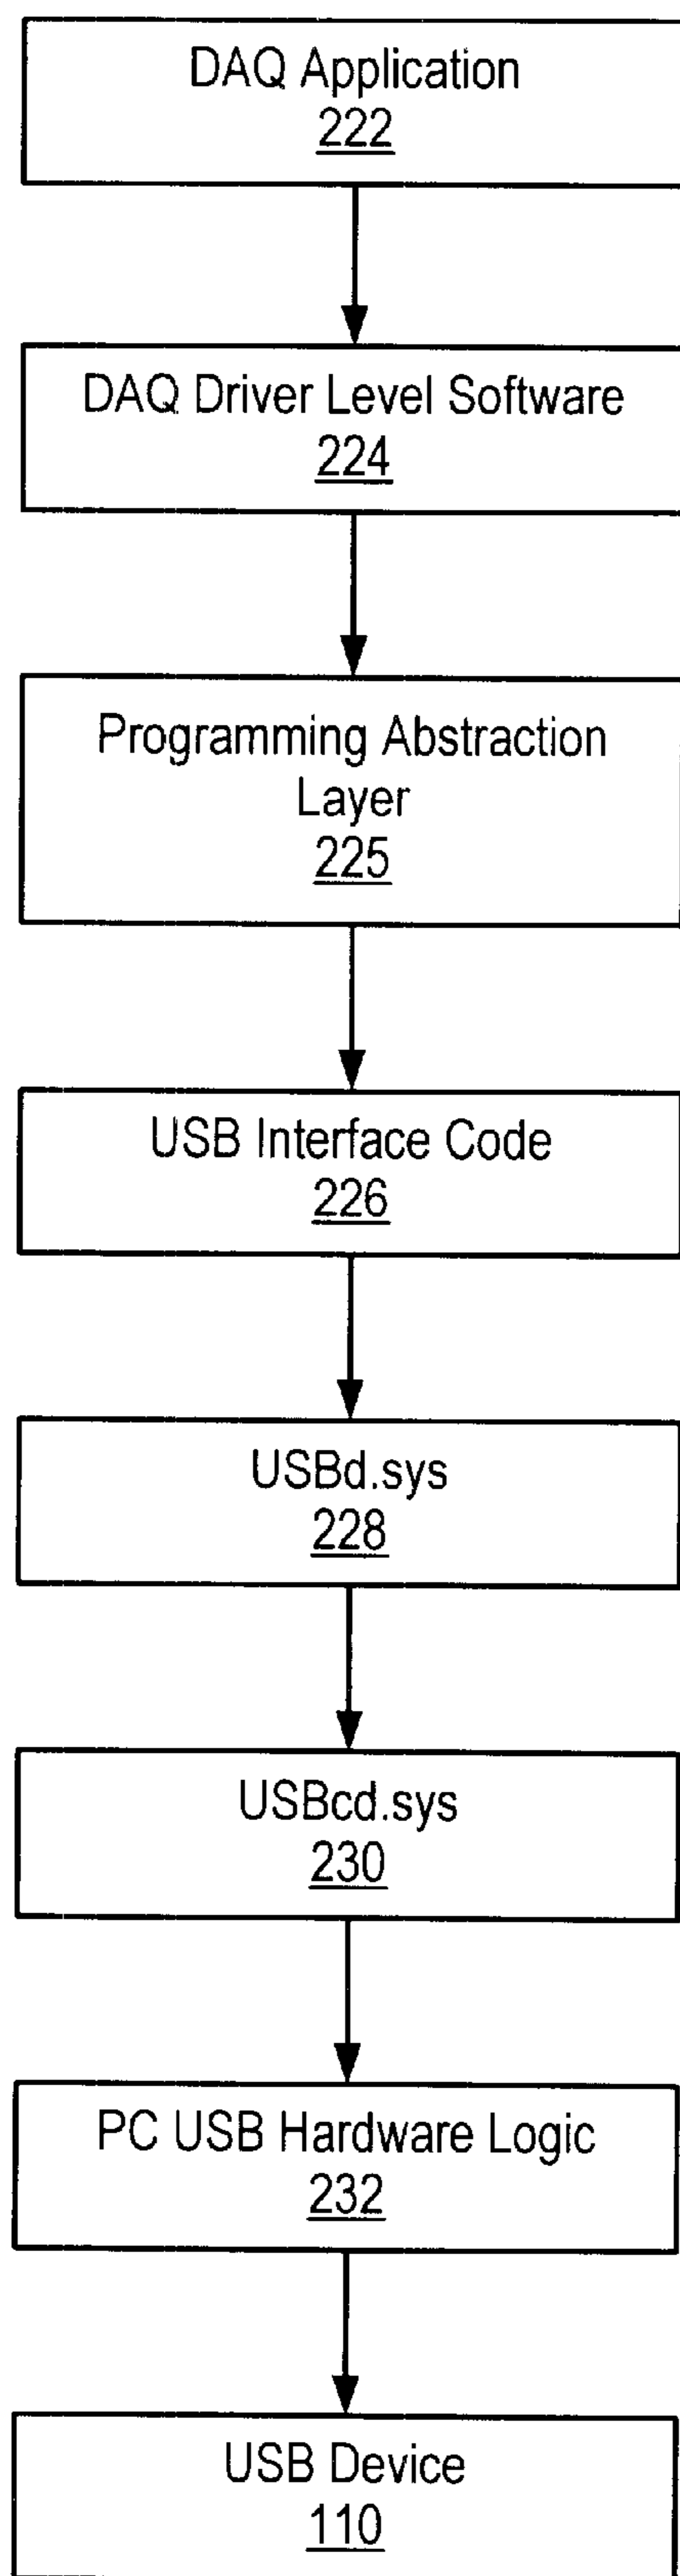 DAQ Application
222
DAQ Driver Level Software
224
Programming Abstraction
Layer
225
USB Interface Code
226
USBd.sys
228
USBcd.sys
230
PC USB Hardware Logic
232
USB Device
110